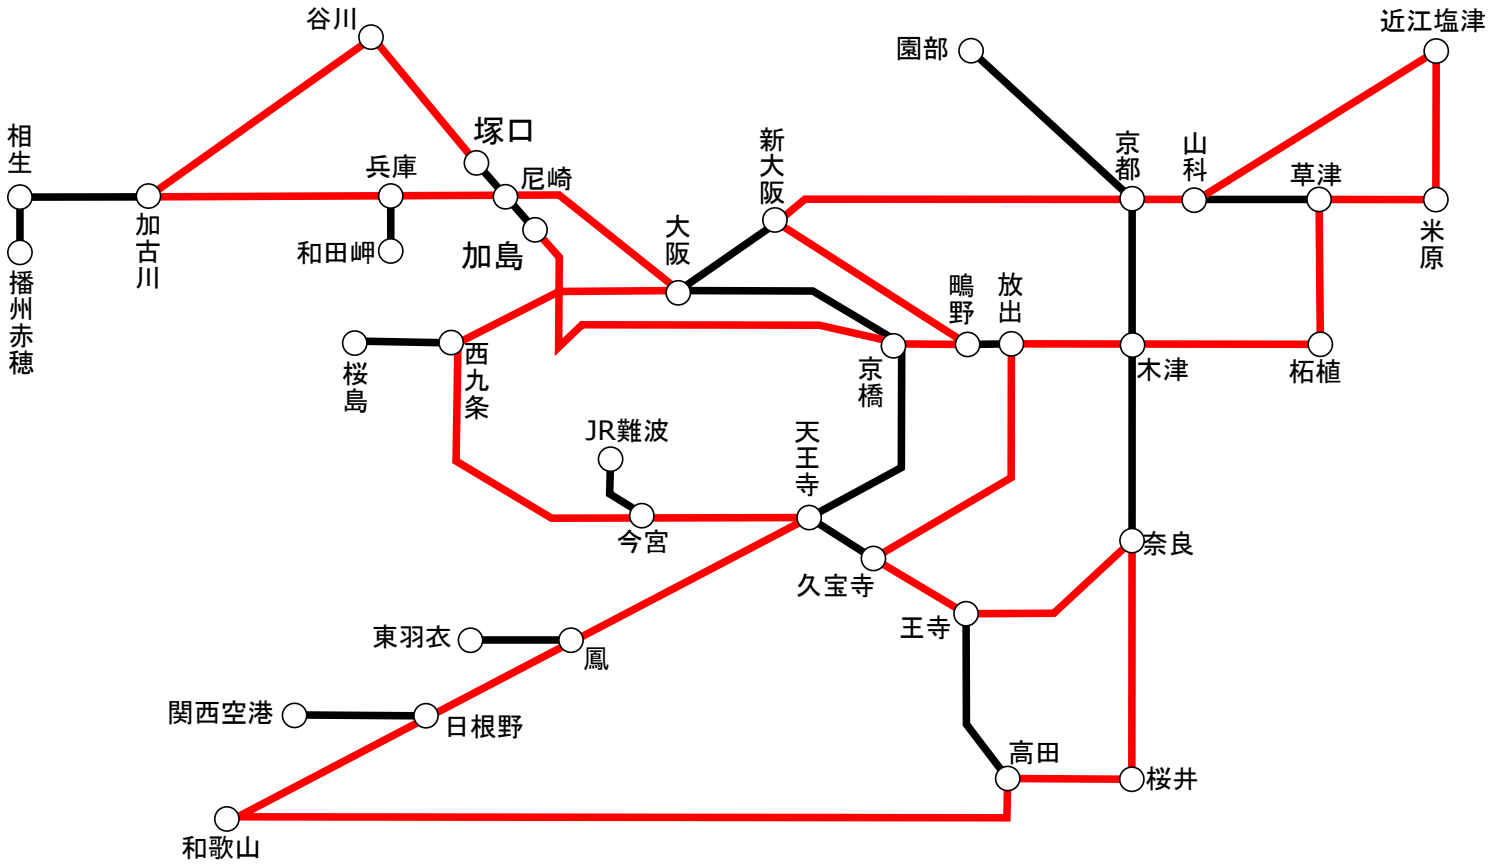 谷川
近江塩津
園部
相生
塚口
新大阪
京都
山科
兵庫
尼崎
草津
加古川
大阪
和田岬
加島
米原
播州赤穂
鴫野
放出
西九条
桜島
京橋
木津
柘植
JR難波
天王寺
今宮
奈良
久宝寺
王寺
東羽衣
鳳
関西空港
日根野
高田
桜井
和歌山